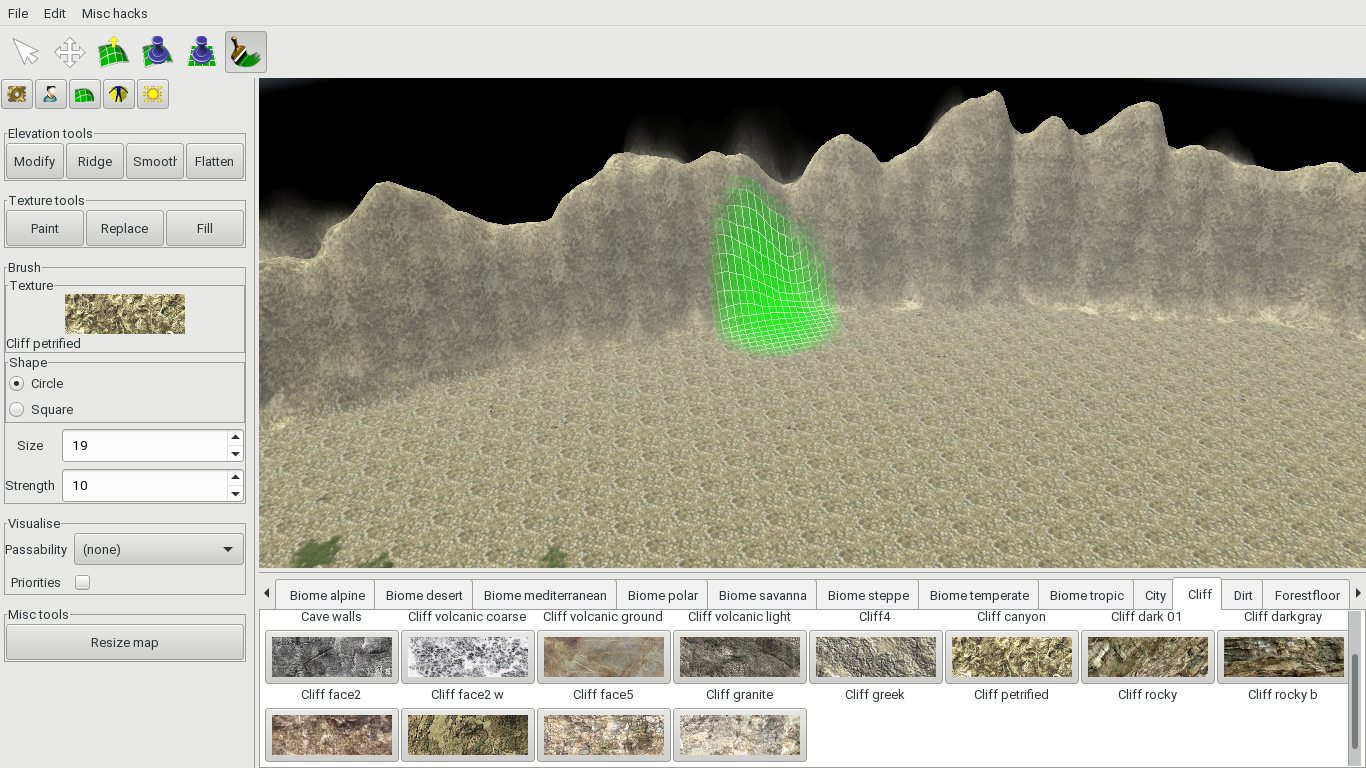 File Edit Misc hacks
Elevation tools
Modify Ridge Smooth Flatten
Texture tools
Paint Replace Fill
Brush
Texture
Cliff petrified
Shape
Circle
Square
Size 19
Strength 10
Visualise
Passability (none)
Priorities
Misc tools
Resize map
Biome alpine Biome desert Biome mediterranean Biome polar Biome savanna Biome steppe Biome temperate Biome tropic City Cliff Dirt Forestfloor
Cave walls Cliff volcanic coarse Cliff volcanic ground Cliff volcanic light Cliff4 Cliff canyon Cliff dark 01 Cliff darkgray
Cliff face2 Cliff face2 w Cliff face5 Cliff granite Cliff greek Cliff petrified Cliff rocky Cliff rocky b